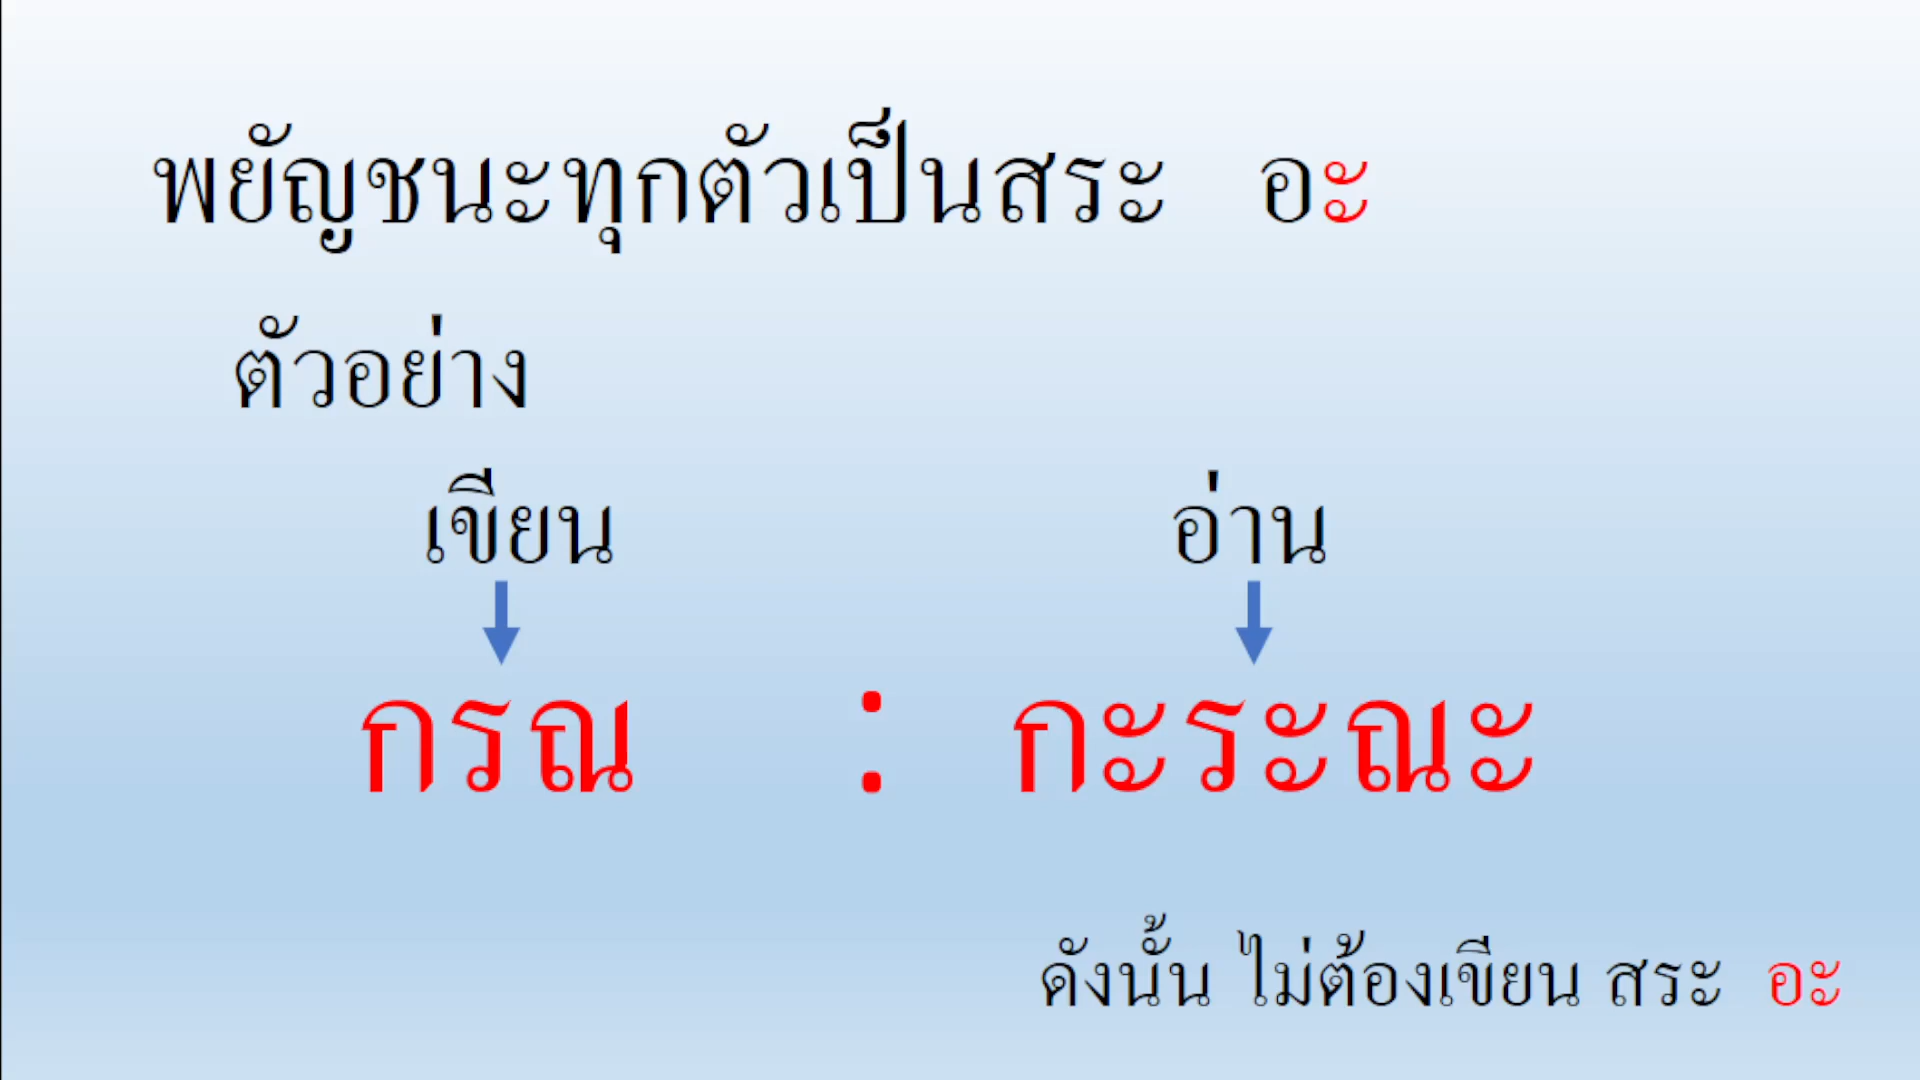 พยัญชนะทุกตัวเป็นสระ อะ
ตัวอย่าง
เขียน อ่าน
กรณ : กะระณะ
ดังนั้น ไม่ต้องเขียน สระ อะ